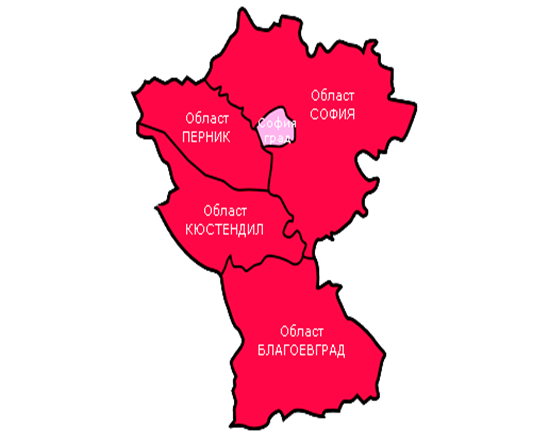 Област
СОФИЯ
Област
ПЕРНИК
София
град
Област
КЮСТЕНДИЛ
Област
БЛАГОЕВГРАД